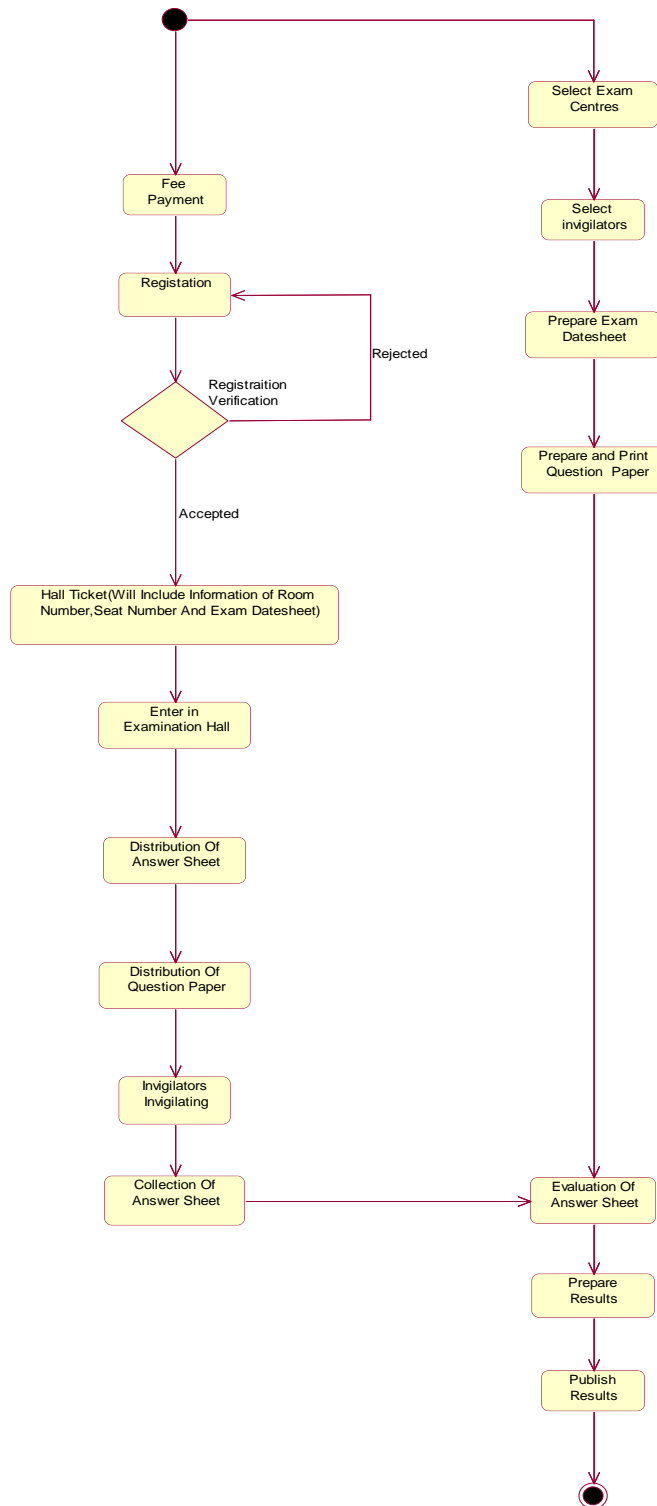 Select Exam
Centres
Fee
Payment
Select
invigilators
Registation
Prepare Exam
Datesheet
Rejected
Registraition
Verification
Prepare and Print
Question Paper
Accepted
Hall Ticket(Will Include Information of Room
Number,Seat Number And Exam Datesheet)
Enter in
Examination Hall
Distribution Of
Answer Sheet
Distribution Of
Question Paper
Invigilators
Invigilating
Collection Of
Answer Sheet
Evaluation Of
Answer Sheet
Prepare
Results
Publish
Results